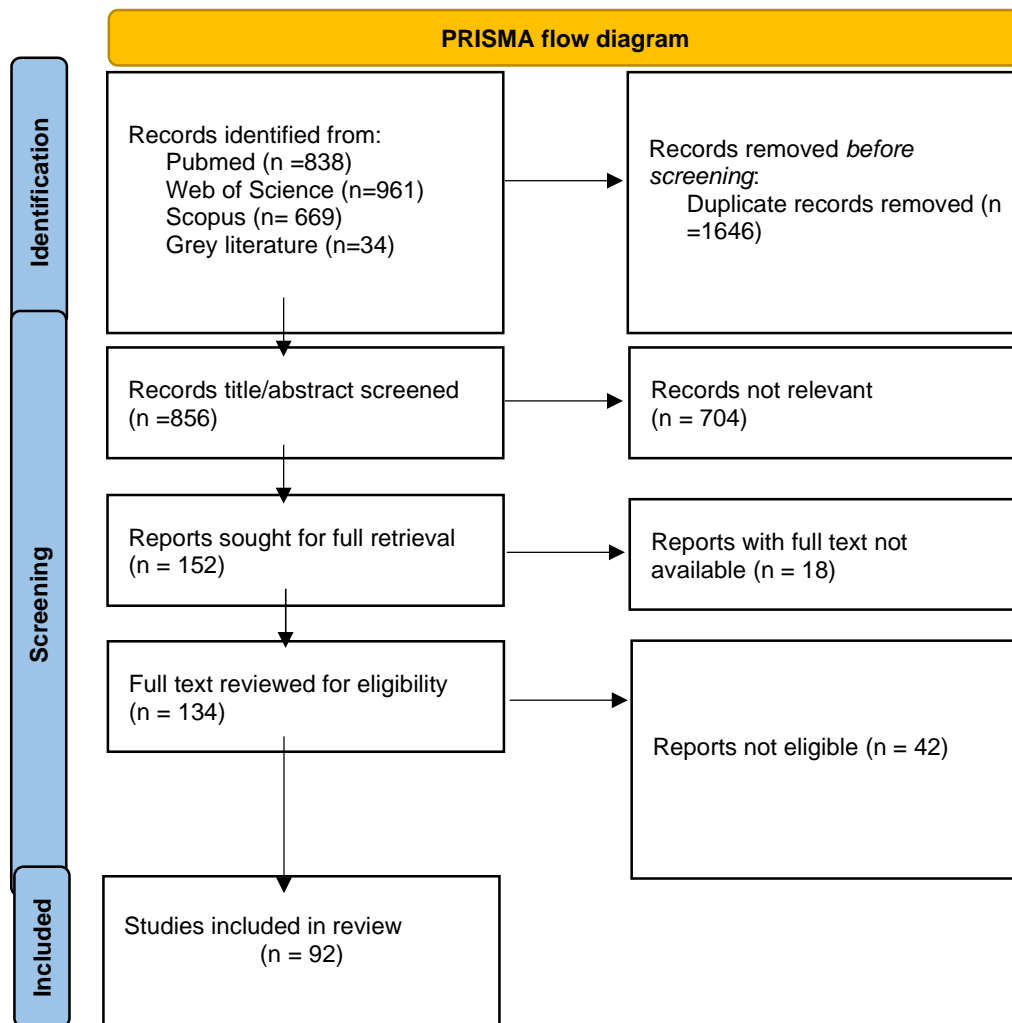 PRISMA flow diagram
Identification
Records identified from:
Pubmed (n =838)
Web of Science (n=961)
Scopus (n= 669)
Grey literature (n=34)
Records removed before
screening:
Duplicate records removed (n
=1646)
Screening
Records title/abstract screened
(n =856)
Records not relevant
(n = 704)
Reports sought for full retrieval
(n = 152)
Reports with full text not
available (n = 18)
Full text reviewed for eligibility
(n = 134)
Reports not eligible (n = 42)
Included
Studies included in review
(n = 92)